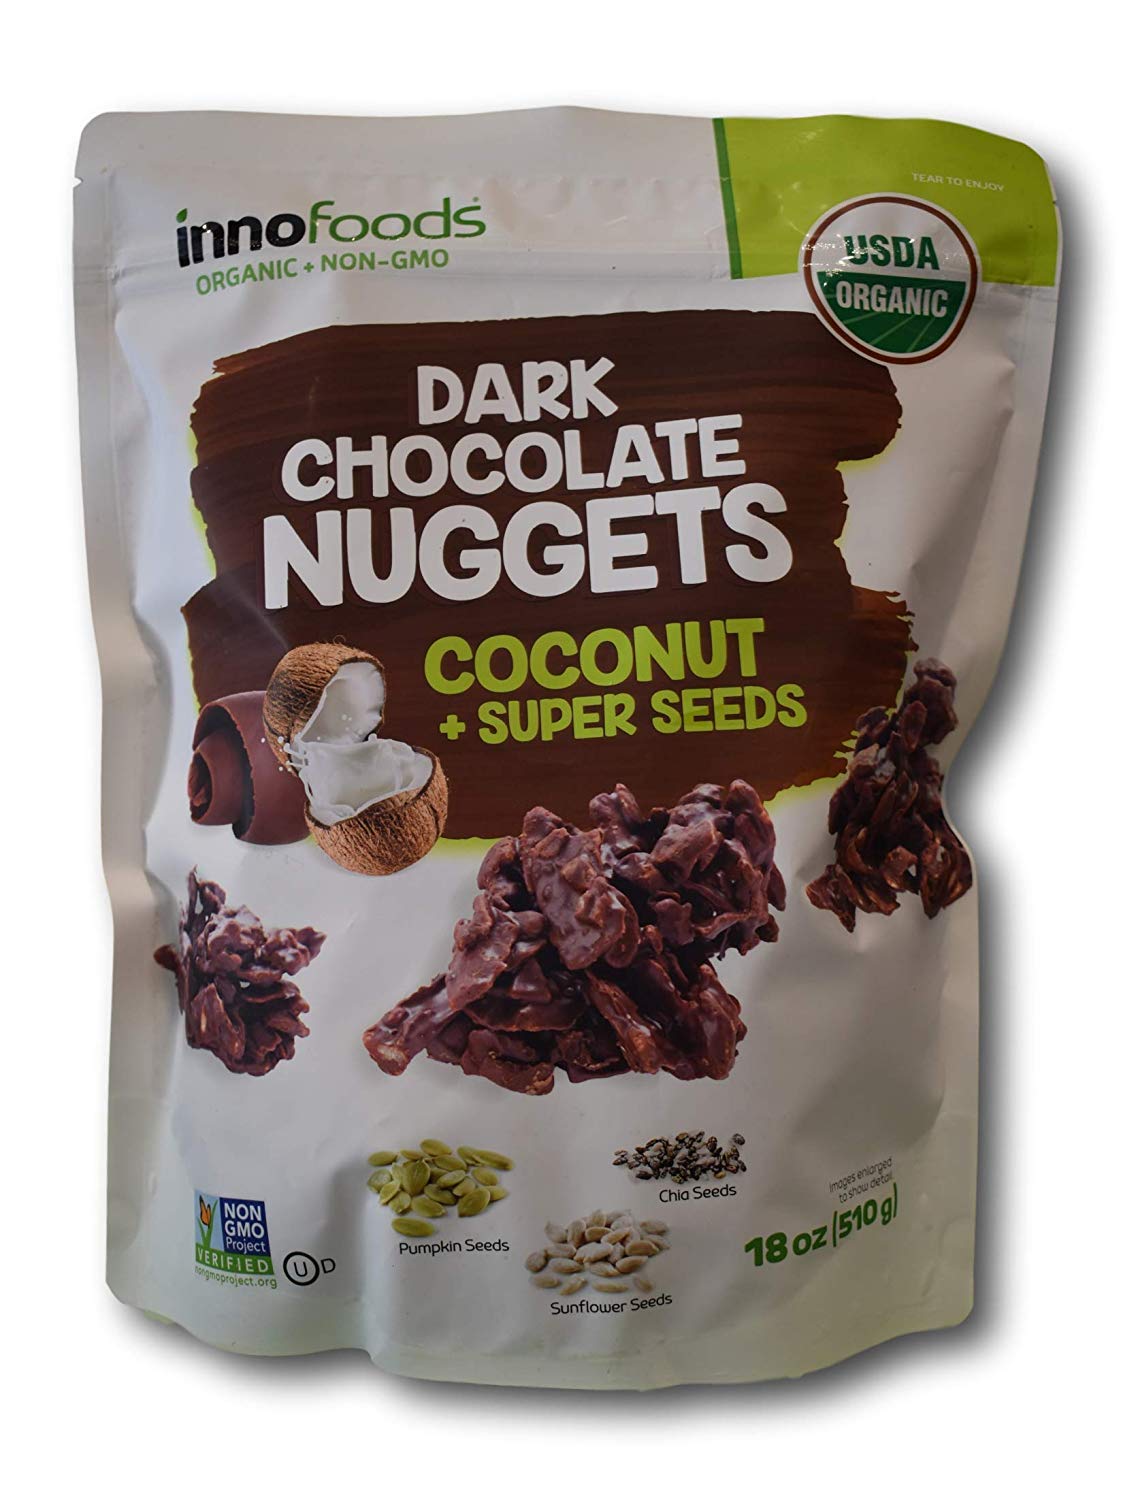 innofoods
ORGANIC + NON-GMO
TEAR TO ENJOY
USDA
ORGANIC
DARK
CHOCOLATE
NUGGETS
COCONUT
+ SUPER SEEDS
Pumpkin Seeds
Chia Seeds
Sunflower Seeds
images enlarged
to show detail
18 oz (510 g)
NON
GMO
Project
VERIFIED
nongmoproject.org
U D